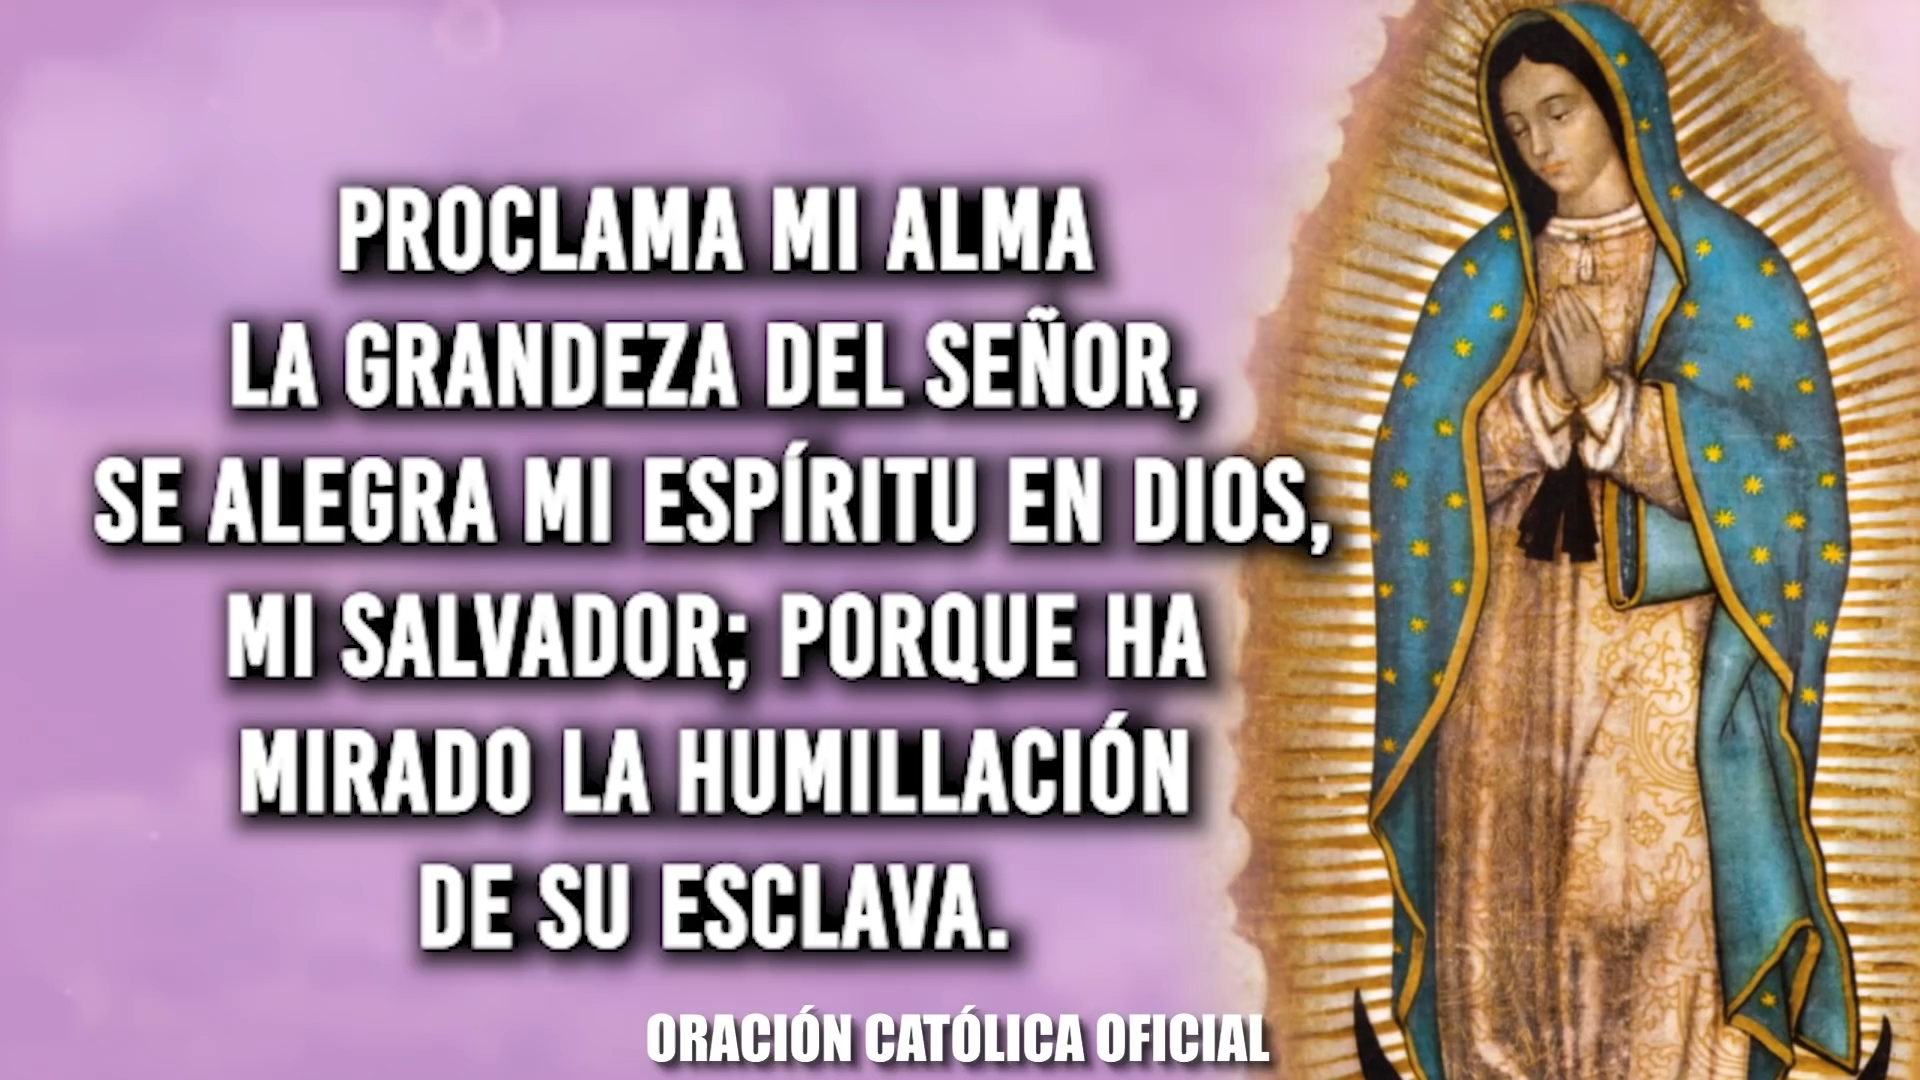 PROCLAMA MI ALMA
LA GRANDEZA DEL SEÑOR,
SE ALEGRA MI ESPÍRITU EN DIOS,
MI SALVADOR; PORQUE HA
MIRADO LA HUMILLACIÓN
DE SU ESCLAVA.
ORACIÓN CATÓLICA OFICIAL